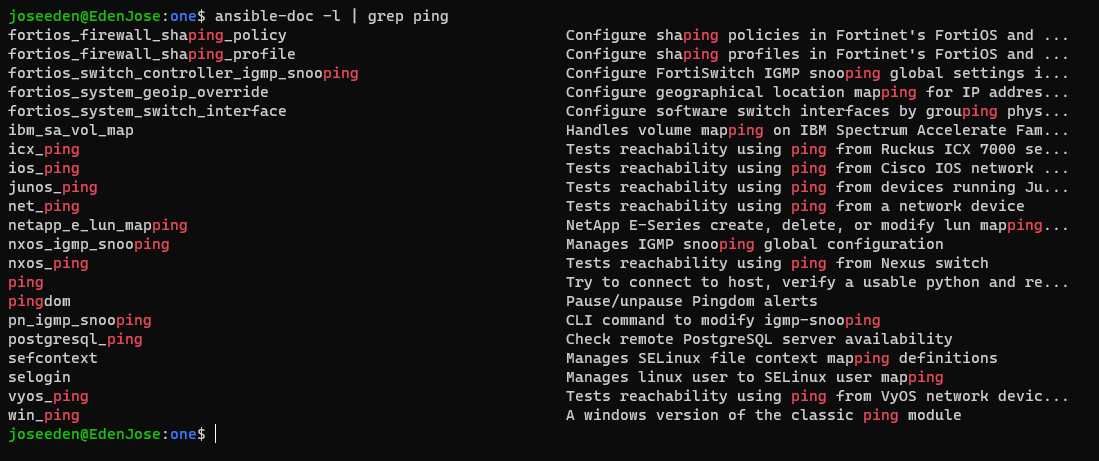 joseeden@EdenJose:one$ ansible-doc -l | grep ping
fortios_firewall_shaping_policy Configure shaping policies in Fortinet's FortiOS and ...
fortios_firewall_shaping_profile Configure shaping profiles in Fortinet's FortiOS and ...
fortios_switch_controller_igmp_snooping Configure FortiSwitch IGMP snooping global settings i...
fortios_system_geoip_override Configure geographical location mapping for IP addres...
fortios_system_switch_interface Configure software switch interfaces by grouping phys...
ibm_sa_vol_map Handles volume mapping on IBM Spectrum Accelerate Fam...
icx_ping Tests reachability using ping from Ruckus ICX 7000 se...
ios_ping Tests reachability using ping from Cisco IOS network ...
junos_ping Tests reachability using ping from devices running Ju...
net_ping Tests reachability using ping from a network device
netapp_e_lun_mapping NetApp E-Series create, delete, or modify lun mapping...
nxos_igmp_snooping Manages IGMP snooping global configuration
nxos_ping Tests reachability using ping from Nexus switch
ping Try to connect to host, verify a usable python and re...
pingdom Pause/unpause Pingdom alerts
pn_igmp_snooping CLI command to modify igmp-snooping
postgresql_ping Check remote PostgreSQL server availability
sefcontext Manages SELinux file context mapping definitions
selogin Manages linux user to SELinux user mapping
vyos_ping Tests reachability using ping from VyOS network devic...
win_ping A windows version of the classic ping module
joseeden@EdenJose:one$